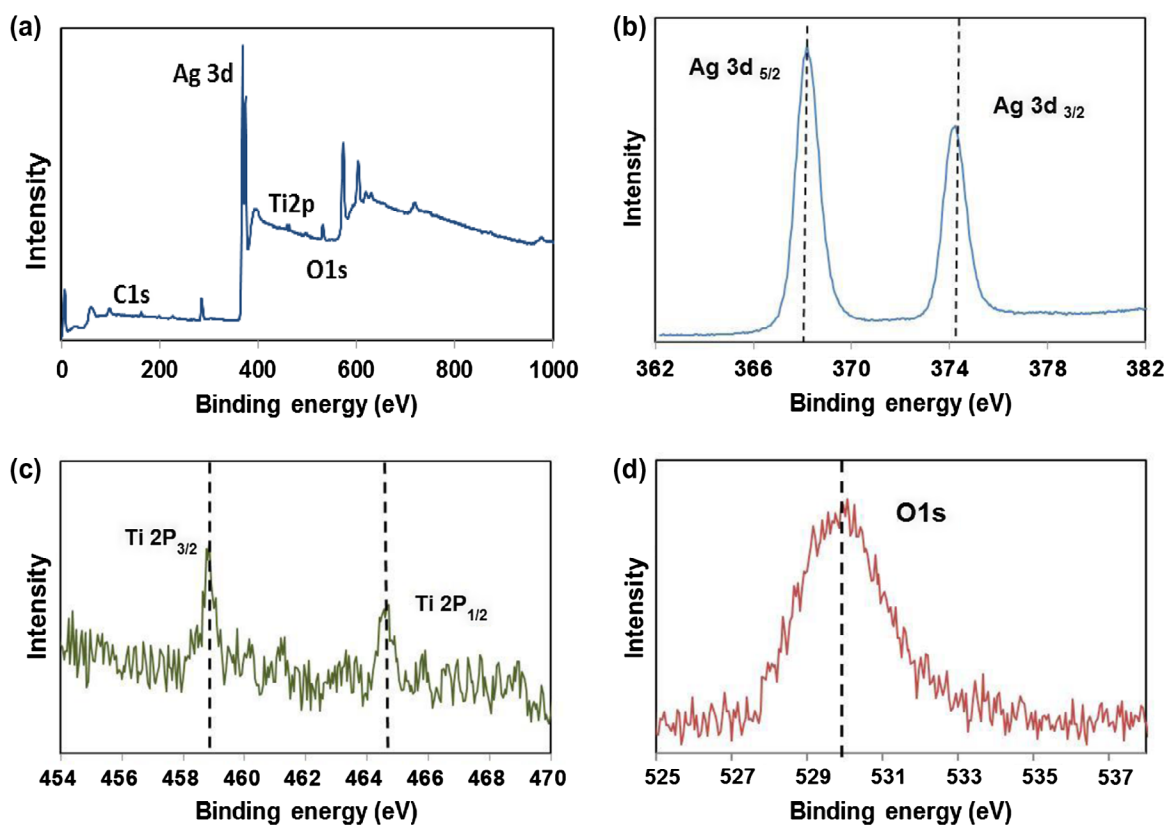 (a)
Ag 3d
Ti2p
O1s
C1s
Intensity
0 200 400 600 800 1000
Binding energy (eV)
(b)
Ag 3d 5/2
Ag 3d 3/2
Intensity
362 366 370 374 378 382
Binding energy (eV)
(c)
Ti 2P3/2
Ti 2P1/2
Intensity
454 456 458 460 462 464 466 468 470
Binding energy (eV)
(d)
O1s
Intensity
525 527 529 531 533 535 537
Binding energy (eV)